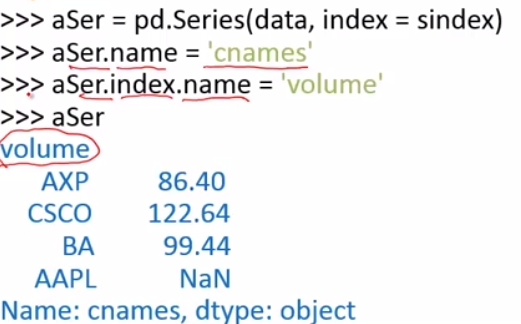 >>> aSer = pd.Series(data, index = sindex)
>>> aSer.name = 'cnames'
>>> aSer.index.name = 'volume'
>>> aSer
volume
AXP 86.40
CSCO 122.64
BA 99.44
AAPL NaN
Name: cnames, dtype: object